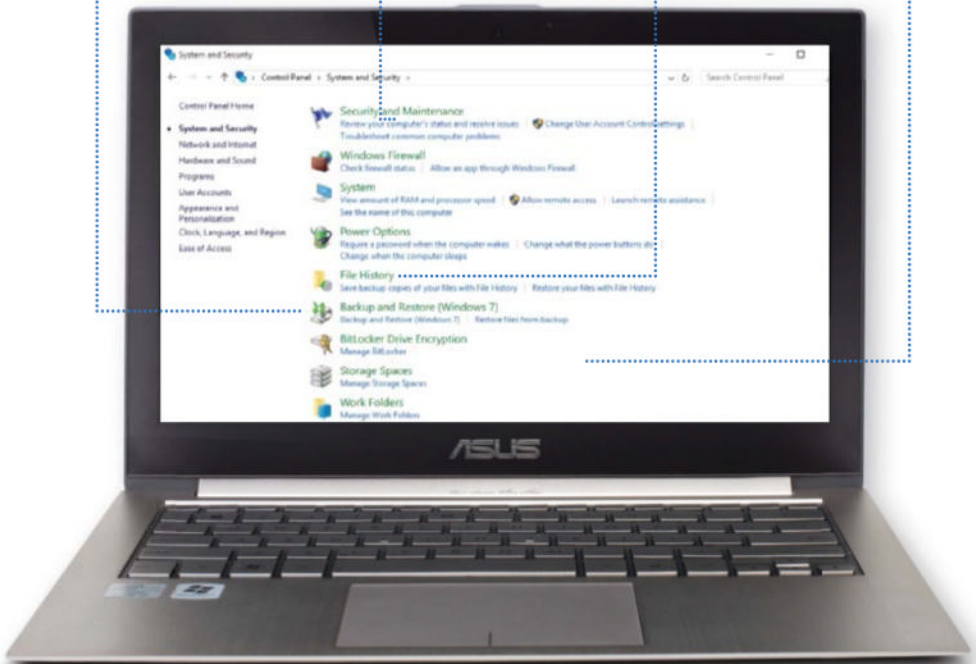 System and Security
Control Panel › System and Security ›
Search Control Panel
Control Panel Home
System and Security
Network and Internet
Hardware and Sound
Programs
User Accounts
Appearance and
Personalization
Clock, Language, and Region
Ease of Access
Security and Maintenance
Review your computer's status and resolve issues | Change User Account Control settings |
Troubleshoot common computer problems
Windows Firewall
Check firewall status | Allow an app through Windows Firewall
System
View amount of RAM and processor speed | Allow remote access | Launch remote assistance |
See the name of this computer
Power Options
Require a password when the computer wakes | Change what the power buttons do |
Change when the computer sleeps
File History
Save backup copies of your files with File History | Restore your files with File History
Backup and Restore (Windows 7)
Backup and Restore (Windows 7) | Restore files from backup
BitLocker Drive Encryption
Manage BitLocker
Storage Spaces
Manage Storage Spaces
Work Folders
Manage Work Folders
ASUS